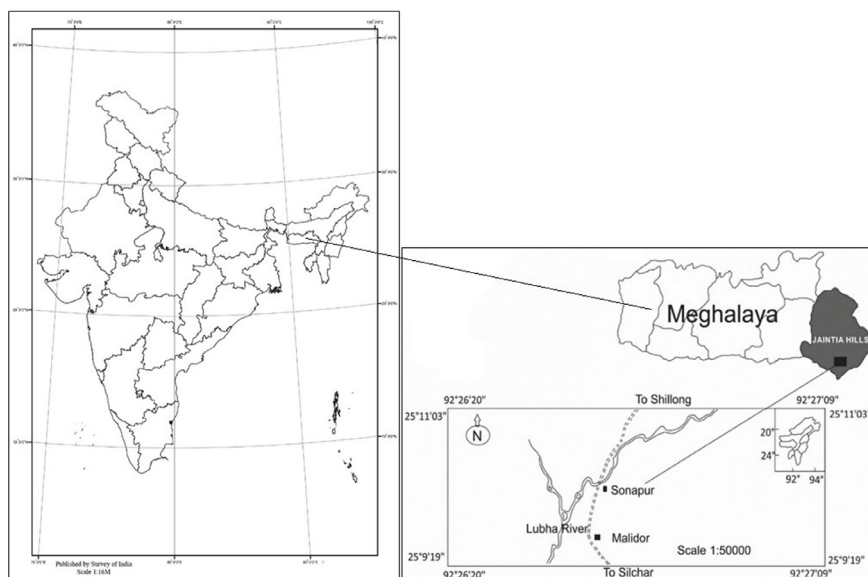 Published by Survey of India
Scale 1:16M
Meghalaya
JAINTIA HILLS
92°26'20"
To Shillong
92°27'09"
25°11'03"
25°11'03"
N
20°
24°
92° 94°
Sonapur
Lubha River
Malidor
Scale 1:50000
25°9'19"
25°9'19"
92°26'20"
To Silchar
92°27'09"